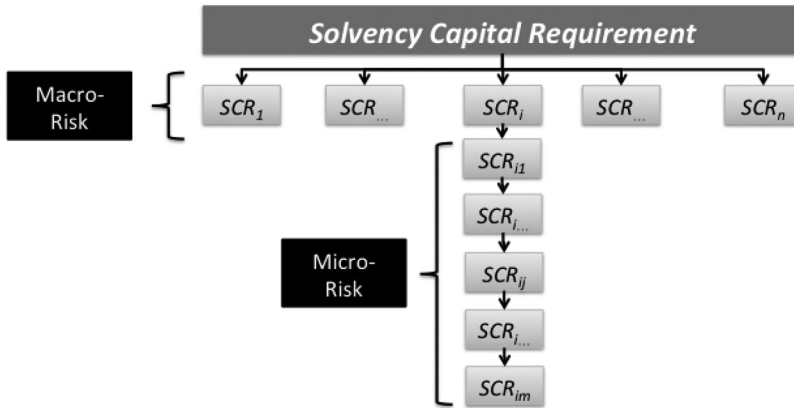 Solvency Capital Requirement
Macro-
Risk
SCR1
SCR...
SCRi
SCR...
SCRn
SCRi1
SCRi...
Micro-
Risk
SCRij
SCRi...
SCRim